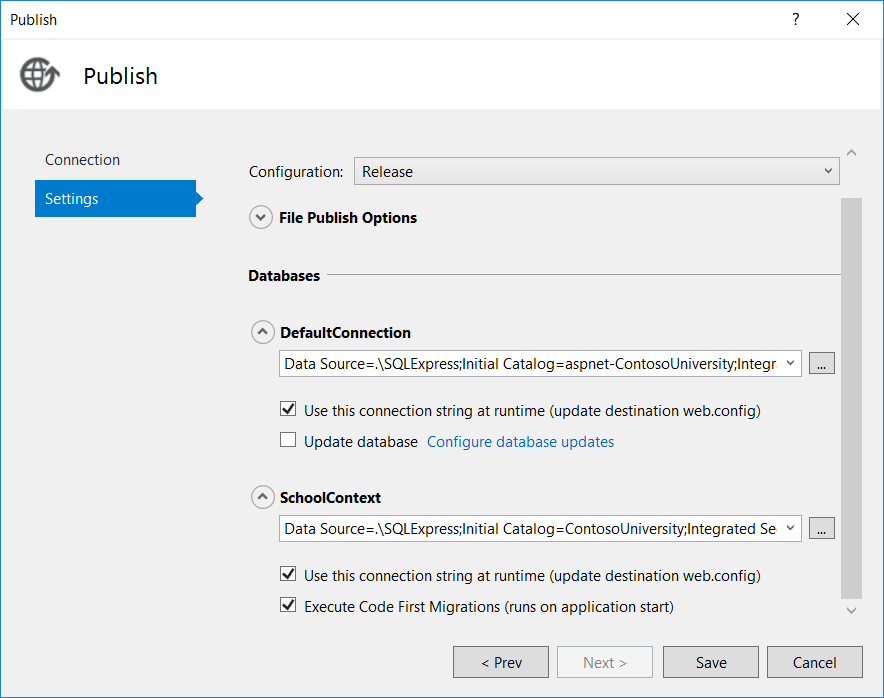 Publish
?
Publish
Connection
Settings
Configuration: Release
File Publish Options
Databases
DefaultConnection
Data Source=.\SQLExpress;Initial Catalog=aspnet-ContosoUniversity;Integr
...
Use this connection string at runtime (update destination web.config)
Update database Configure database updates
SchoolContext
Data Source=.\SQLExpress;Initial Catalog=ContosoUniversity;Integrated Se
...
Use this connection string at runtime (update destination web.config)
Execute Code First Migrations (runs on application start)
< Prev
Next >
Save
Cancel